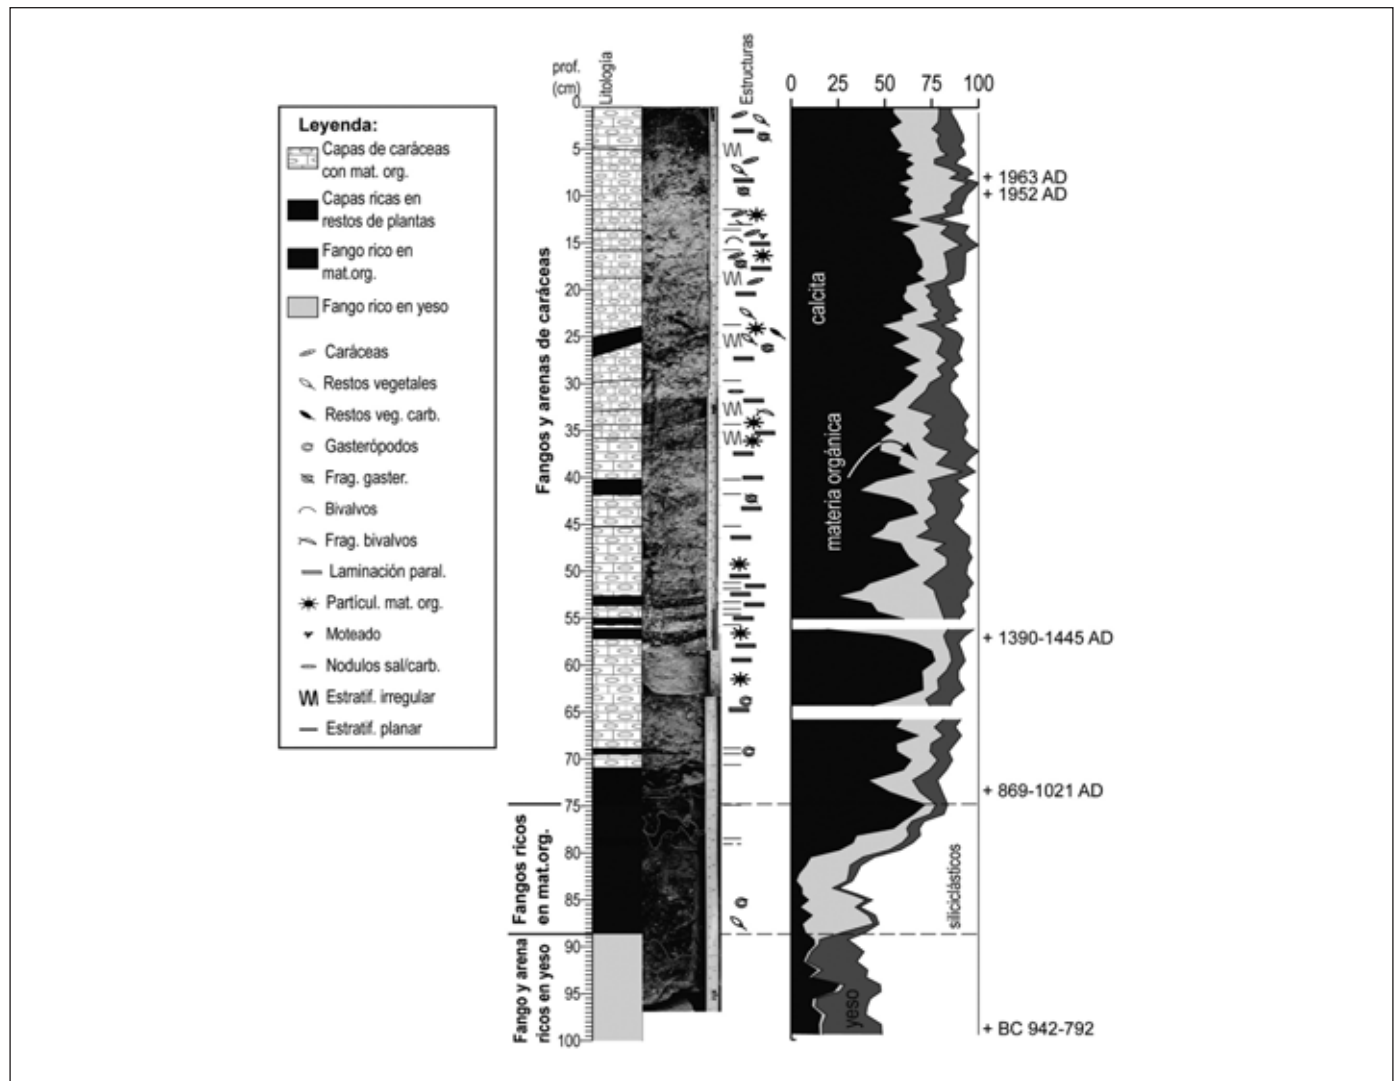 Leyenda:
Capas de caráceas
con mat. org.
Capas ricas en
restos de plantas
Fango rico en
mat.org.
Fango rico en yeso
Caráceas
Restos vegetales
Restos veg. carb.
Gasterópodos
Frag. gaster.
Bivalvos
Frag. bivalvos
Laminación paral.
Partícul. mat. org.
Moteado
Nodulos sal/carb.
Estratif. irregular
Estratif. planar
Fangos y arenas de caráceas
Fangos ricos
en mat.org.
Fango y arena
ricos en yeso
prof.
(cm)
Litología
Estructuras
0
5
10
15
20
25
30
35
40
45
50
55
60
65
70
75
80
85
90
95
100
0 25 50 75 100
calcita
materia orgánica
siliciclásticos
yeso
+ 1963 AD
+ 1952 AD
+ 1390-1445 AD
+ 869-1021 AD
+ BC 942-792